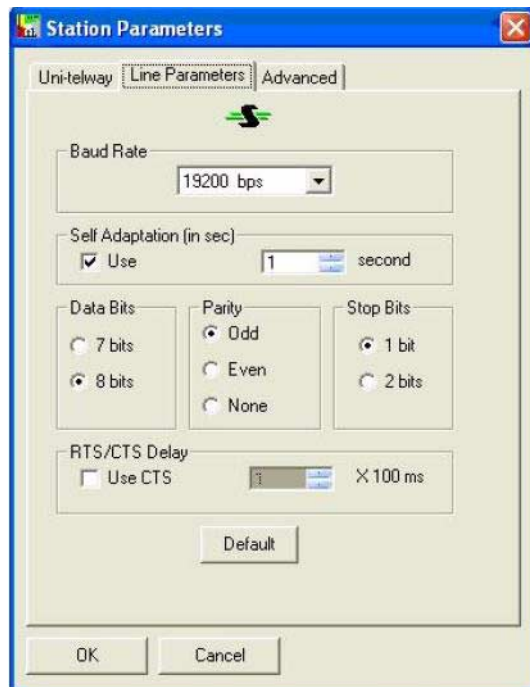 Station Parameters
Uni-telway Line Parameters Advanced
Baud Rate
19200 bps
Self Adaptation (in sec)
Use 1 second
Data Bits Parity Stop Bits
7 bits Odd 1 bit
8 bits Even 2 bits
None
RTS/CTS Delay
Use CTS 1 X 100 ms
Default
OK Cancel